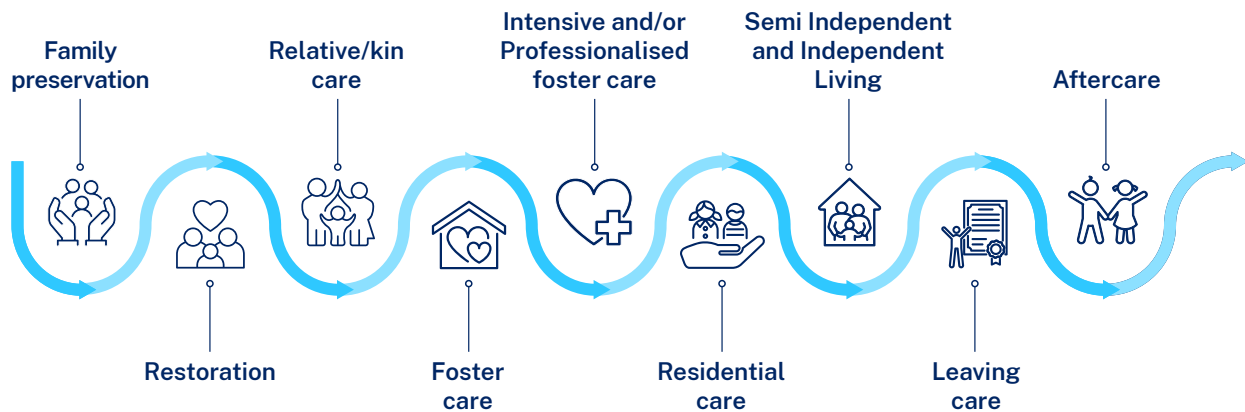 Family
preservation
Restoration
Relative/kin
care
Foster
care
Intensive and/or
Professionalised
foster care
Residential
care
Semi Independent
and Independent
Living
Leaving
care
Aftercare